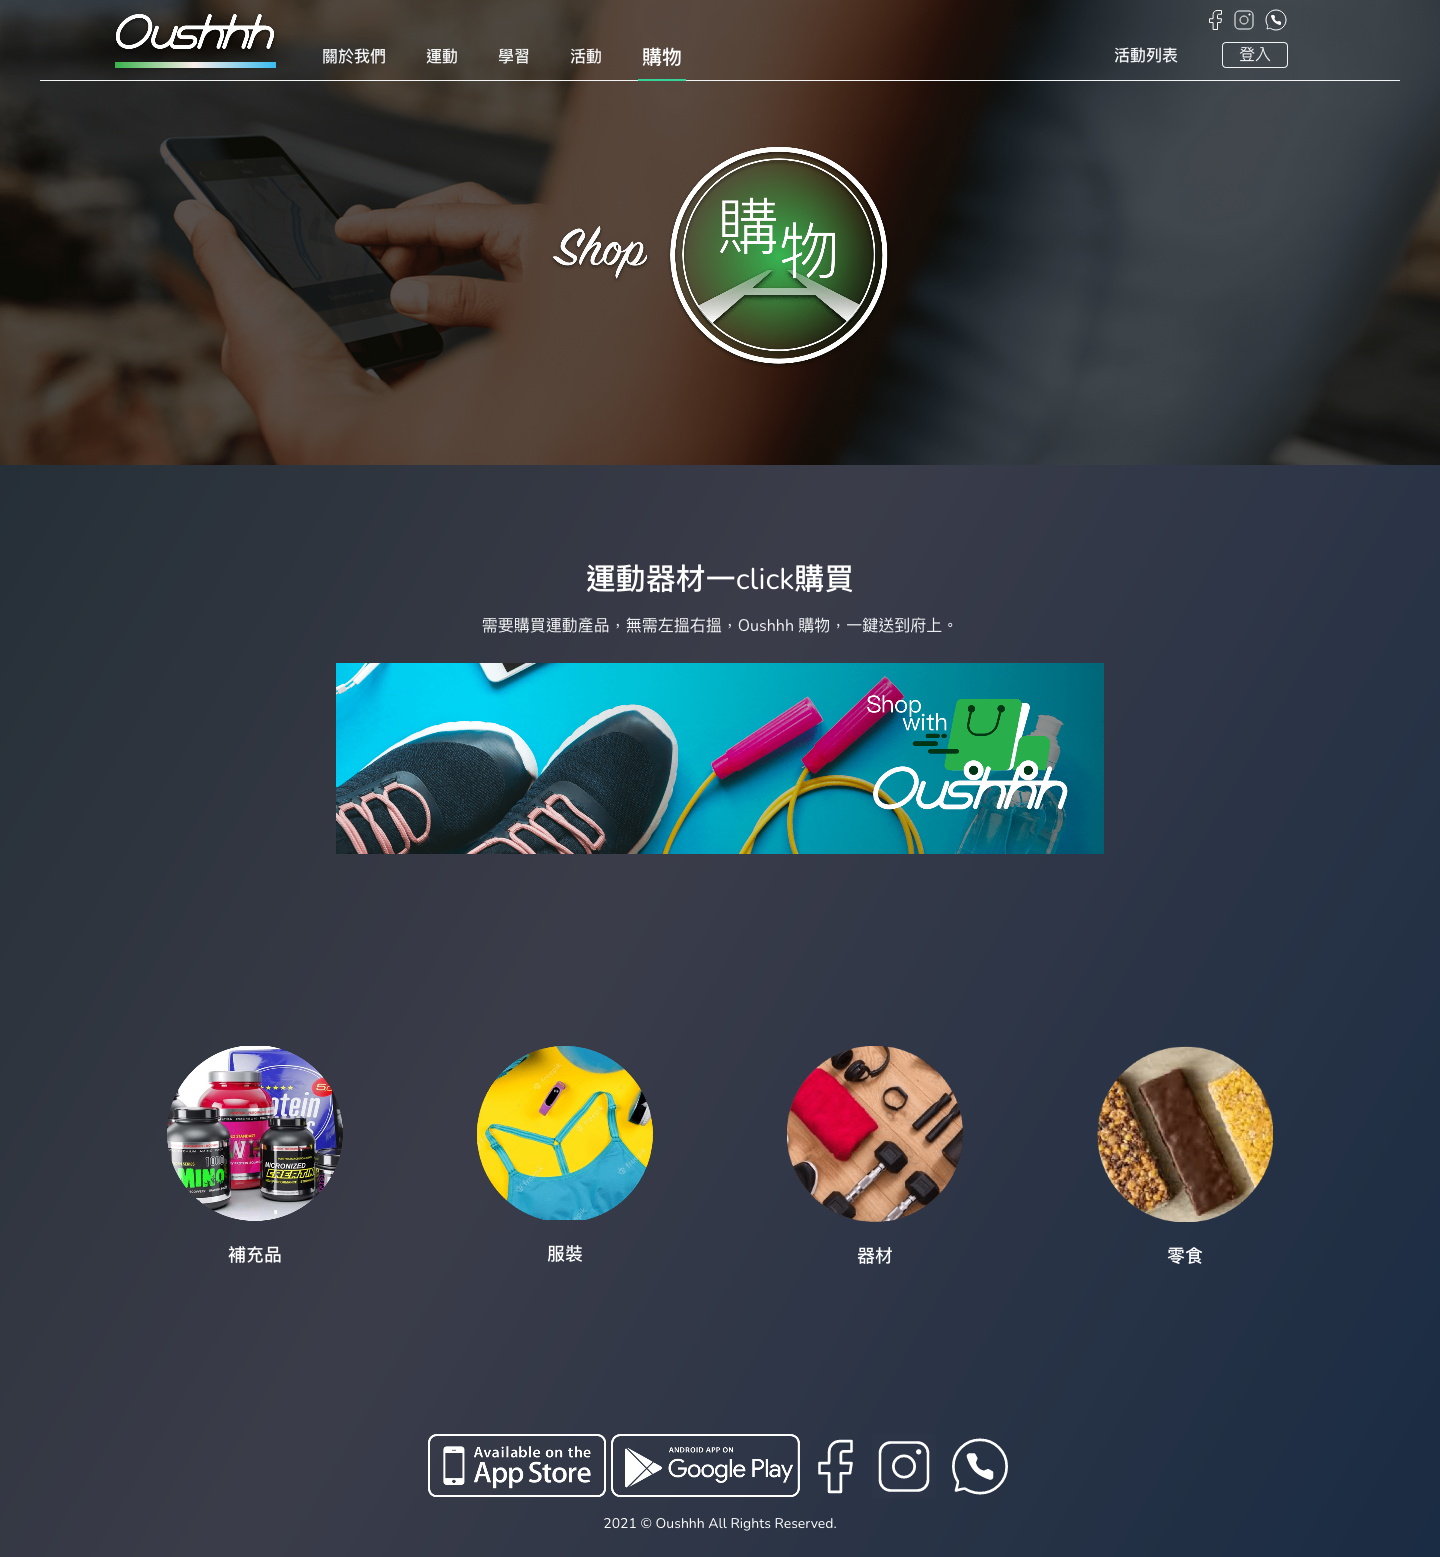 Oushhh
關於我們
運動
學習
活動
購物
活動列表
登入
Shop
購物
運動器材一click購買
需要購買運動產品，無需左搵右搵，Oushhh 購物，一鍵送到府上。
Shop
with
Oushhh
補充品
服裝
器材
零食
Available on the
App Store
ANDROID APP ON
Google Play
2021 © Oushhh All Rights Reserved.